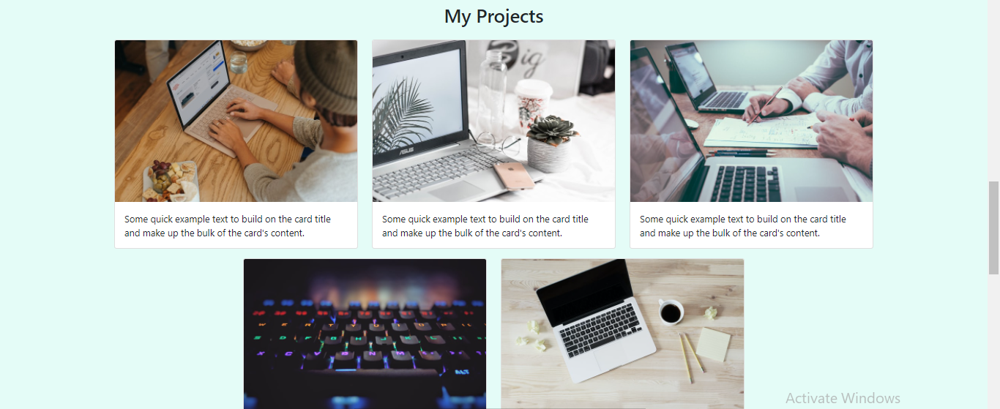 My Projects
Big
ASUS
Some quick example text to build on the card title
and make up the bulk of the card's content.
Some quick example text to build on the card title
and make up the bulk of the card's content.
Some quick example text to build on the card title
and make up the bulk of the card's content.
W E R T Y U O R
S D F G H J K L
X C V B N M
ALT
Activate Windows